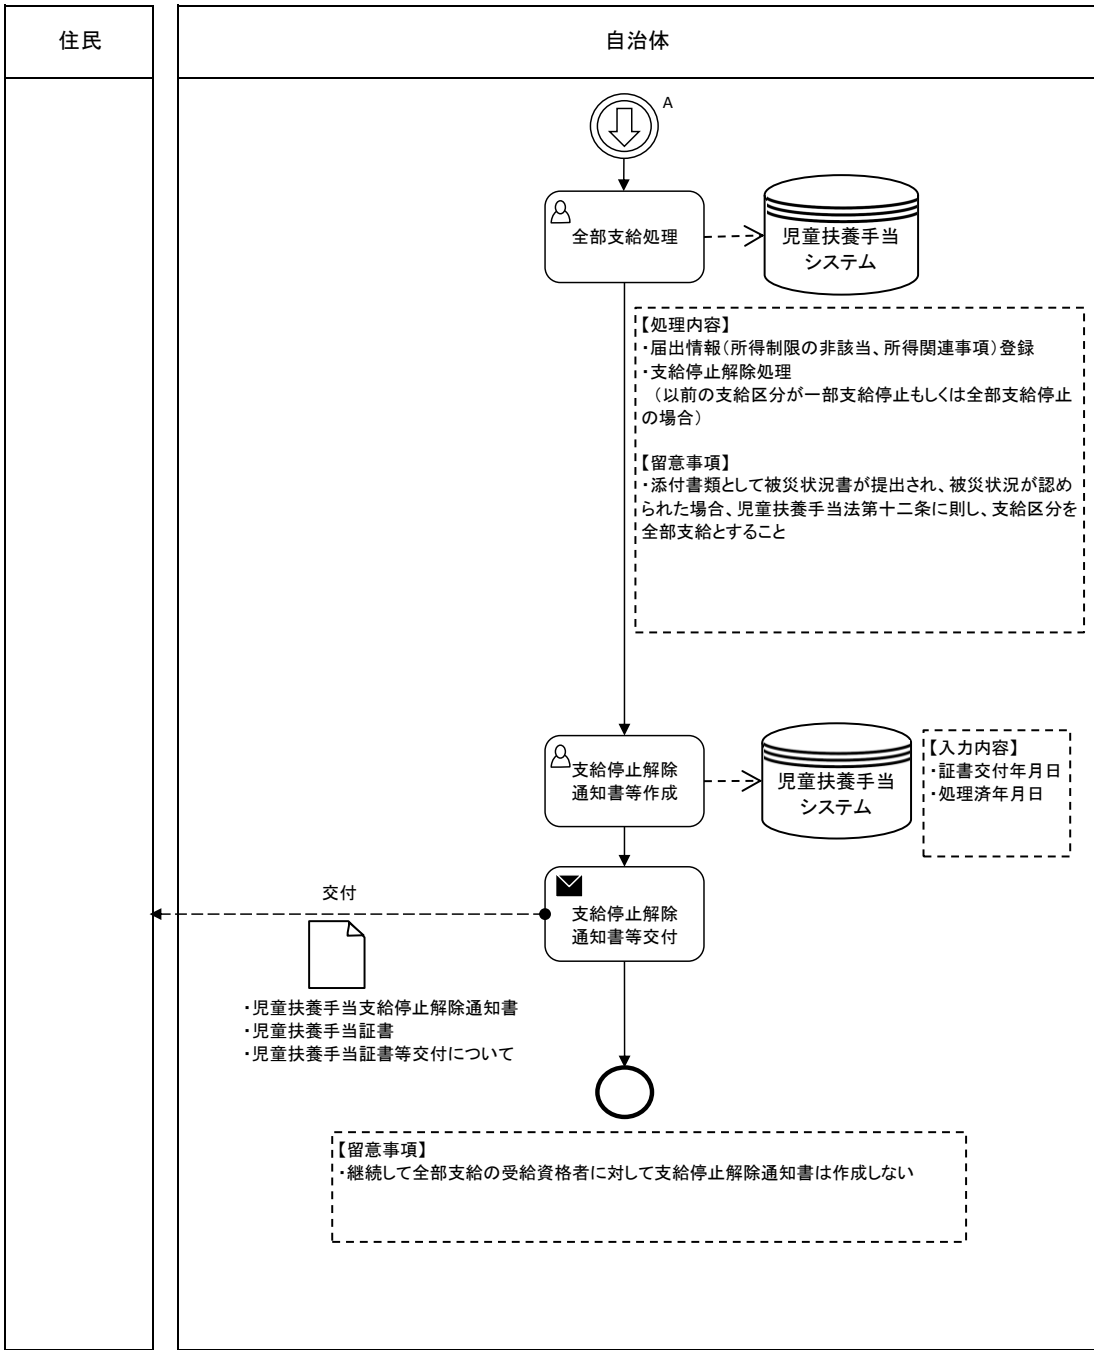 住民
自治体
A
全部支給処理
児童扶養手当
システム
【処理内容】
・届出情報（所得制限の非該当、所得関連事項）登録
・支給停止解除処理
（以前の支給区分が一部支給停止もしくは全部支給停止
の場合）
【留意事項】
・添付書類として被災状況書が提出され、被災状況が認め
られた場合、児童扶養手当法第十二条に則し、支給区分を
全部支給とすること
支給停止解除
通知書等作成
児童扶養手当
システム
【入力内容】
・証書交付年月日
・処理済年月日
交付
支給停止解除
通知書等交付
・児童扶養手当支給停止解除通知書
・児童扶養手当証書
・児童扶養手当証書等交付について
【留意事項】
・継続して全部支給の受給資格者に対して支給停止解除通知書は作成しない